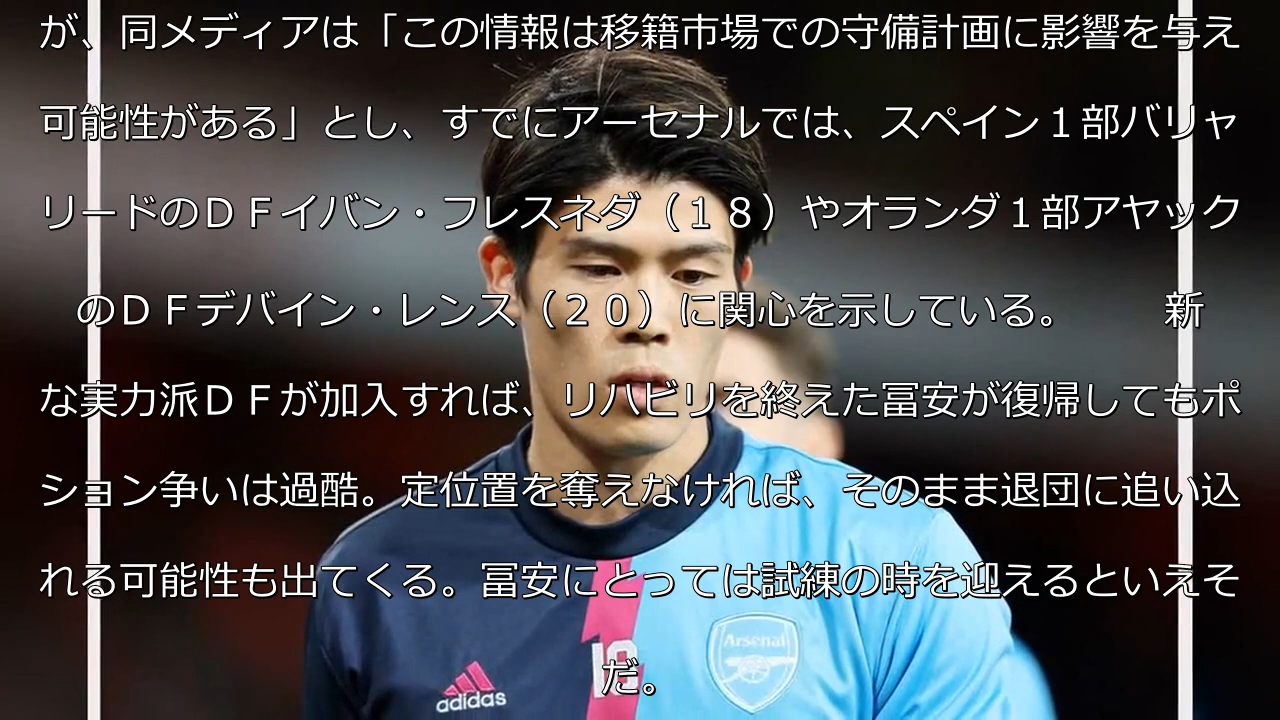 が、同メディアは「この情報は移籍市場での守備計画に影響を与え
可能性がある」とし、すでにアーセナルでは、スペイン１部バリャ
リードのＤＦイバン・フレスネダ（１８）やオランダ１部アヤック
のＤＦデバイン・レンス（２０）に関心を示している。　　新
な実力派ＤＦが加入すれば、リハビリを終えた冨安が復帰してもポ
ション争いは過酷。定位置を奪えなければ、そのまま退団に追い込
れる可能性も出てくる。冨安にとっては試練の時を迎えるといえそ
だ。
18
Arsenal
adidas